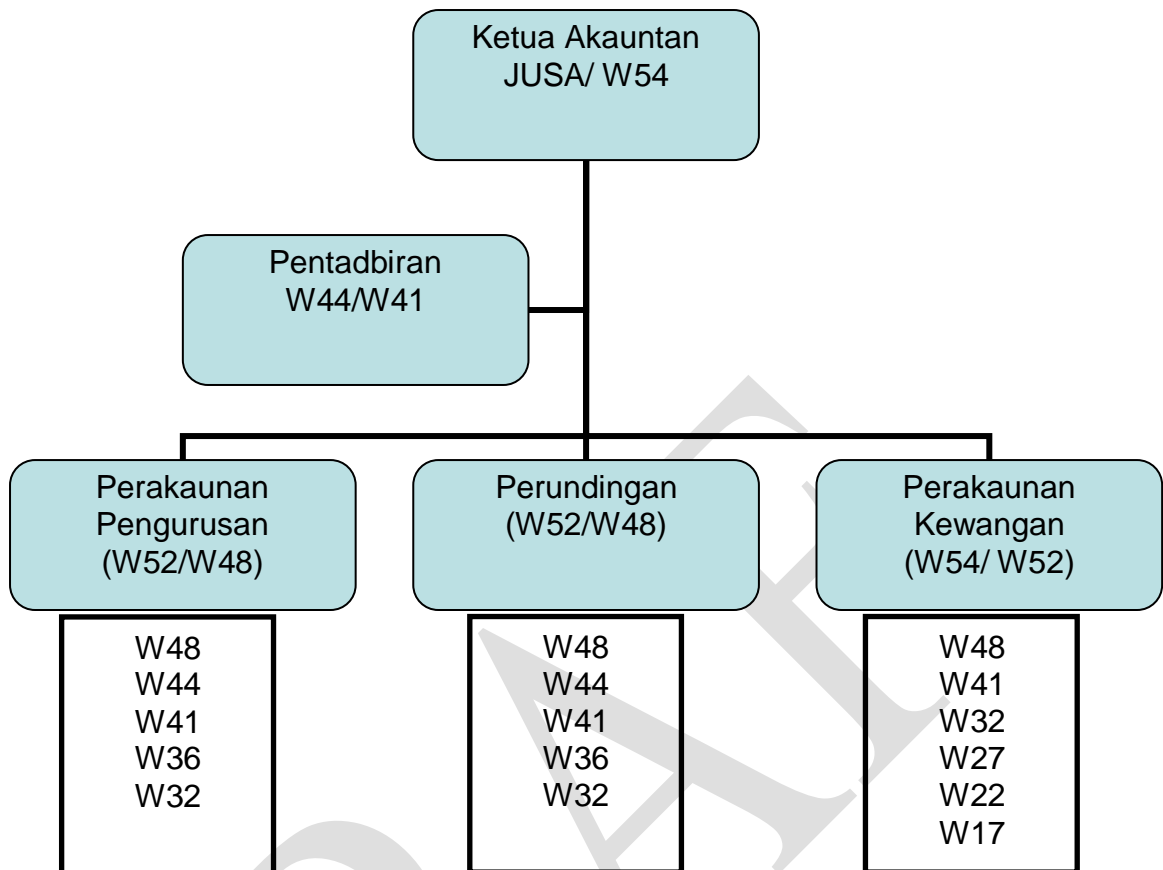 Ketua Akauntan
JUSA/ W54
Pentadbiran
W44/W41
Perakaunan
Pengurusan
(W52/W48)
Perundingan
(W52/W48)
Perakaunan
Kewangan
(W54/ W52)
W48
W44
W41
W36
W32
W48
W44
W41
W36
W32
W48
W41
W32
W27
W22
W17